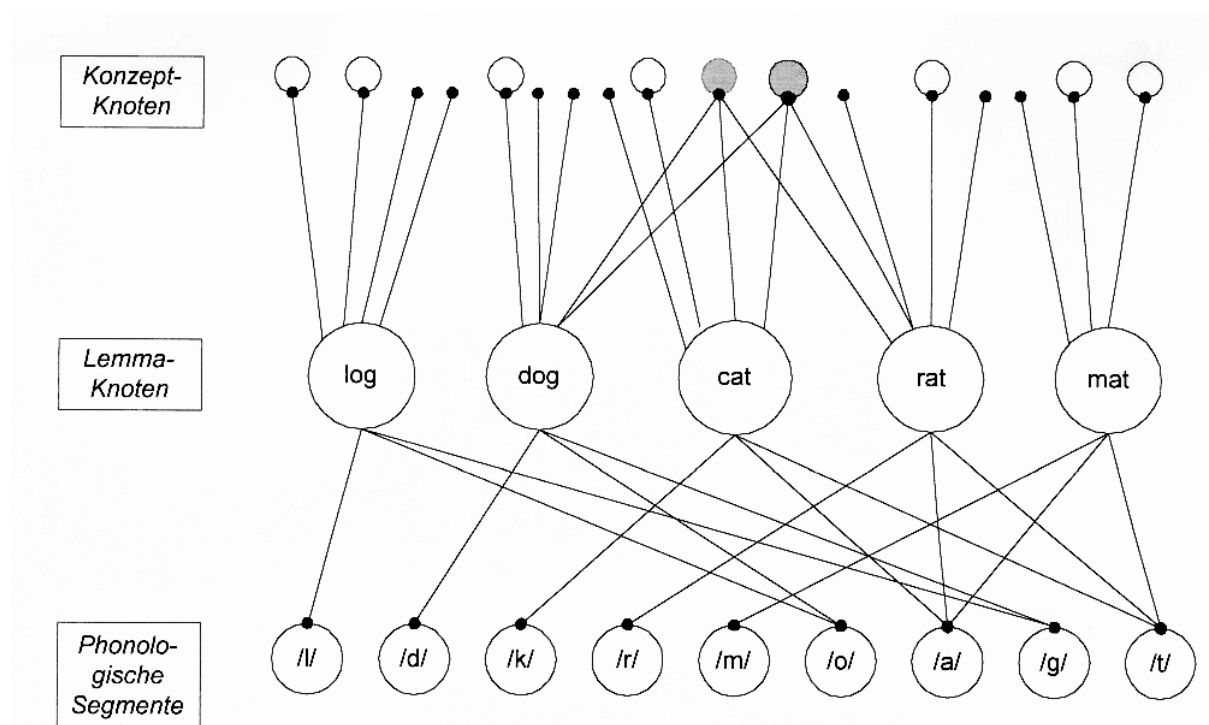 Konzept-
Knoten
Lemma-
Knoten
log dog cat rat mat
Phonolo-
gische
Segmente
/l/ /d/ /k/ /r/ /m/ /o/ /a/ /g/ /t/